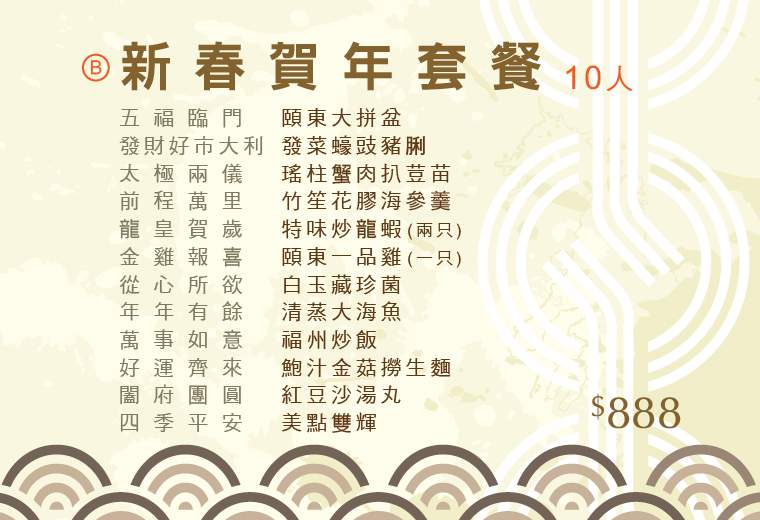 Ⓑ 新春賀年套餐 10人
五福臨門 頤東大拼盆
發財好市大利 發菜蠔豉豬脷
太極兩儀 瑤柱蟹肉扒荳苗
前程萬里 竹笙花膠海參羹
龍皇賀歲 特味炒龍蝦(兩只)
金雞報喜 頤東一品雞(一只)
從心所欲 白玉藏珍菌
年年有餘 清蒸大海魚
萬事如意 福州炒飯
好運齊來 鮑汁金菇撈生麵
闔府團圓 紅豆沙湯丸
四季平安 美點雙輝
$888